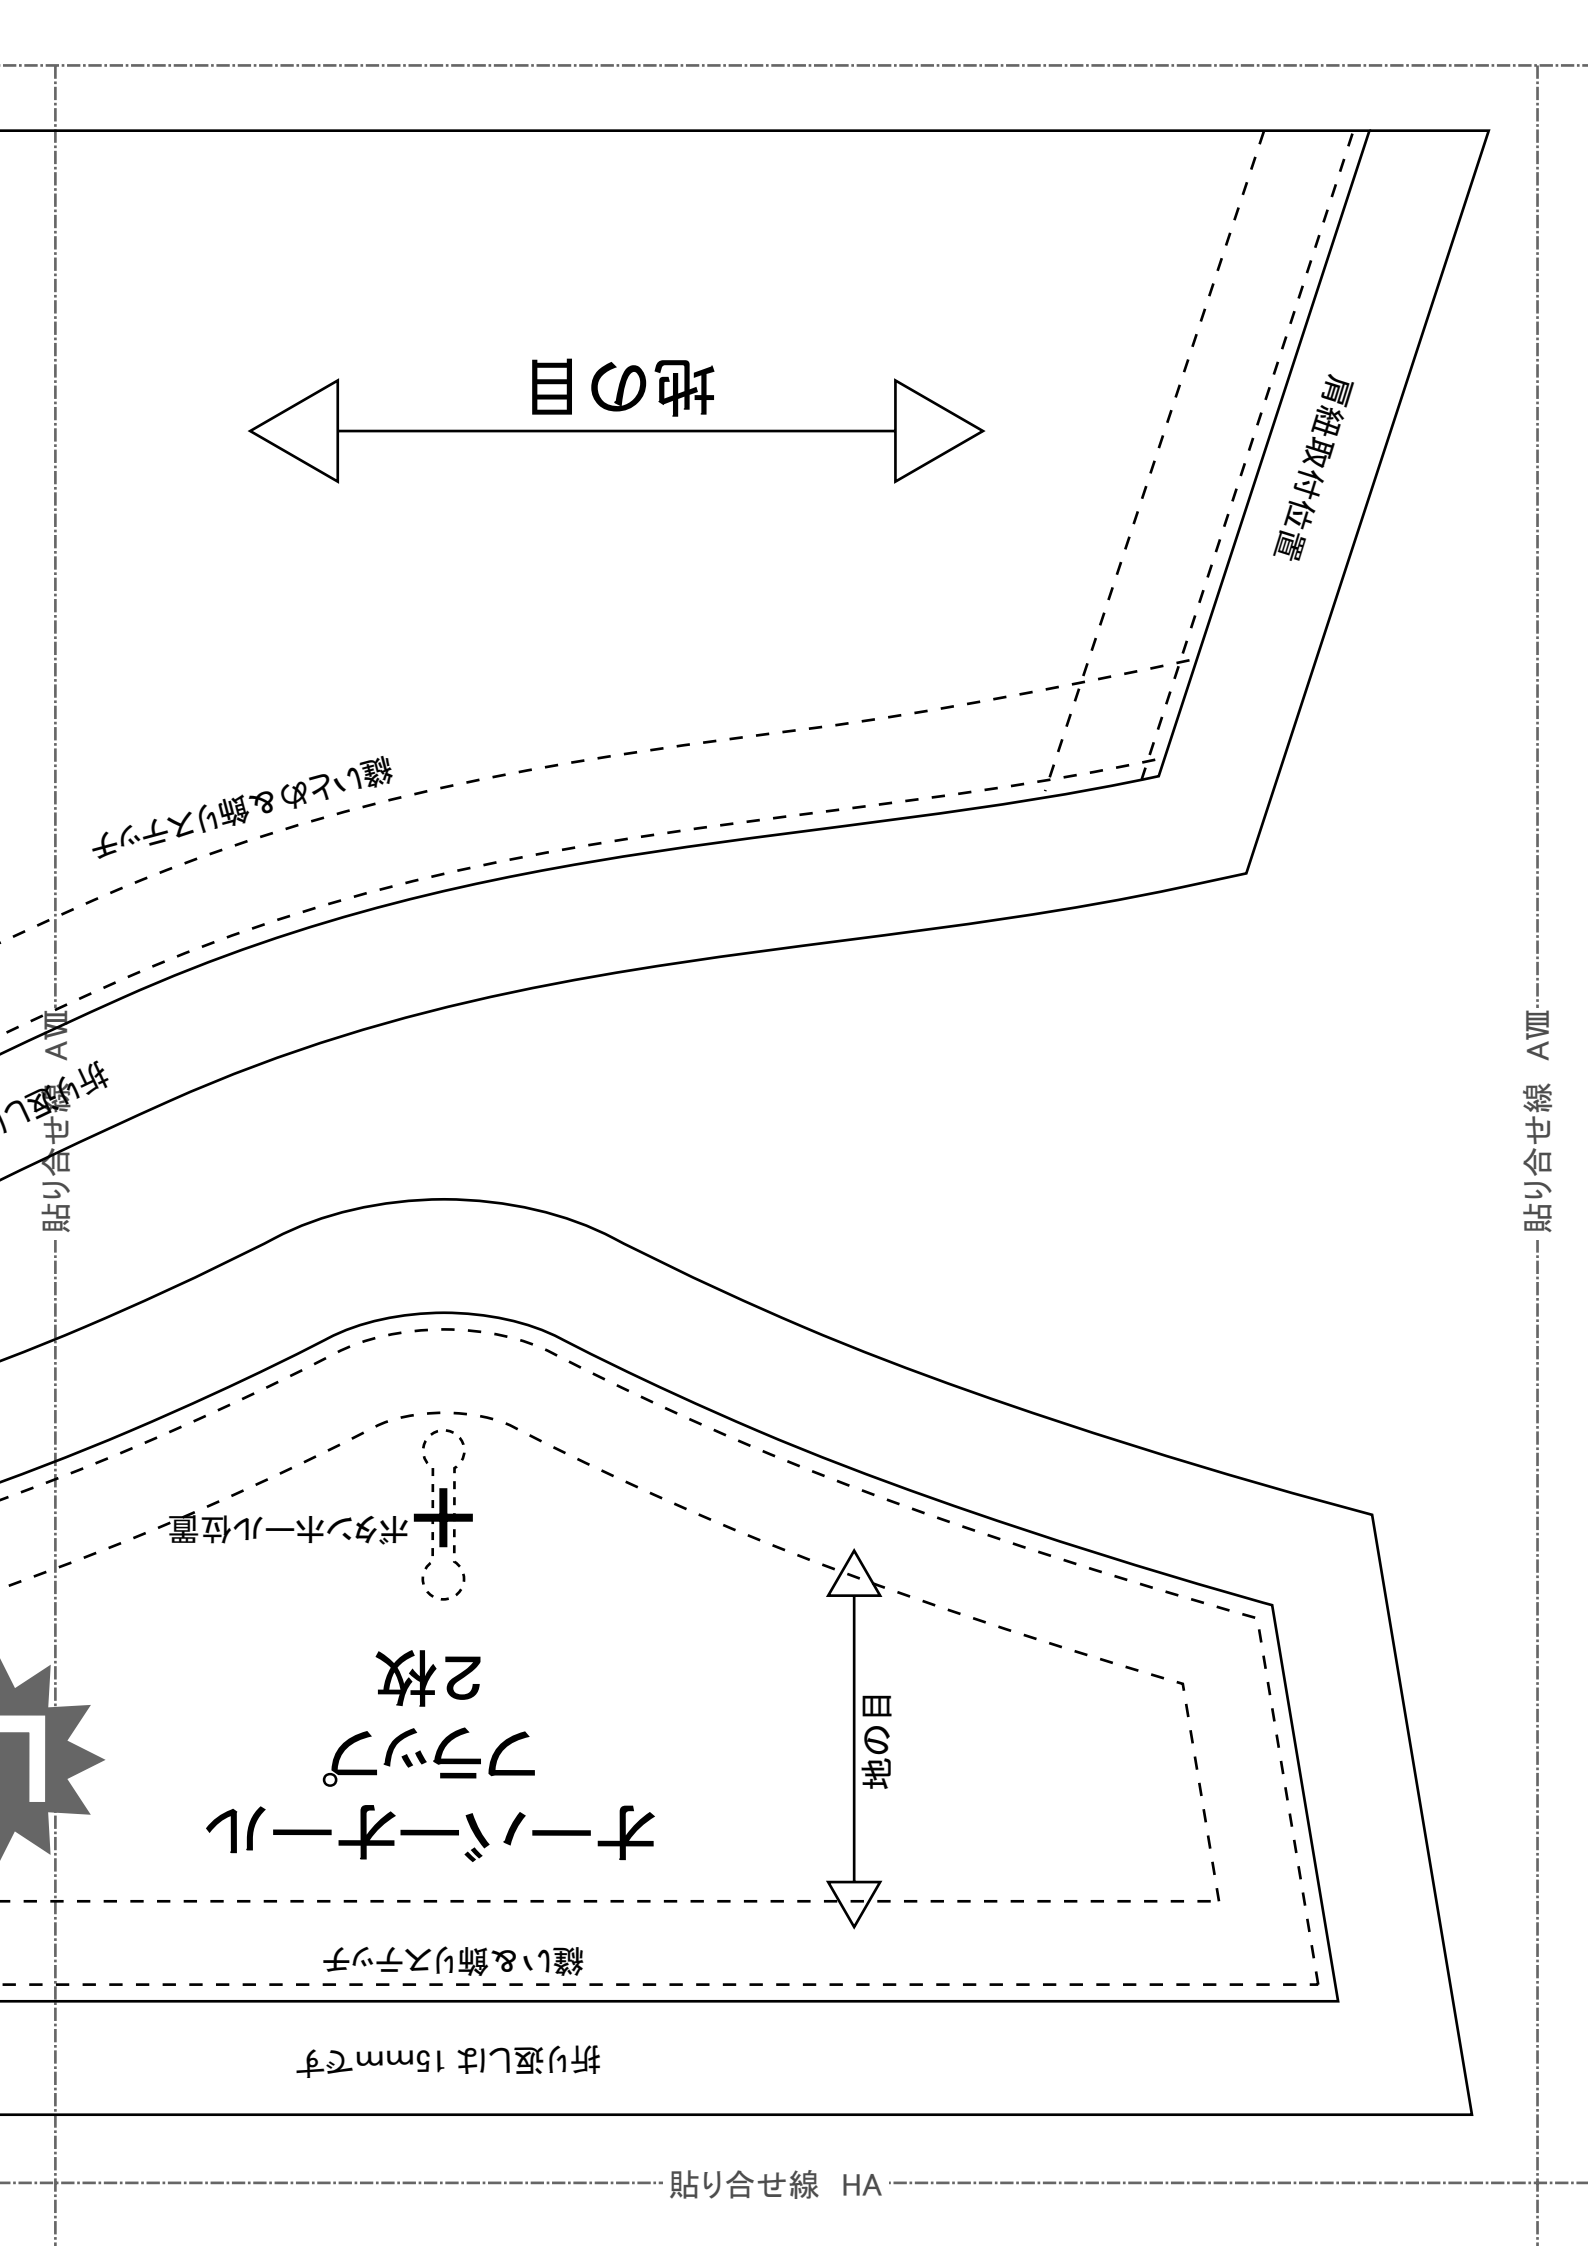 地の目
肩紐取付位置
縫いとめ＆飾りステッチ
折り返し
貼り合せ線 AⅧ
貼り合せ線 AⅧ
ボタンホール位置
オーバーオール
フラップ
2枚
地の目
縫い＆飾りステッチ
折り返しは 15mmです
貼り合せ線 HA